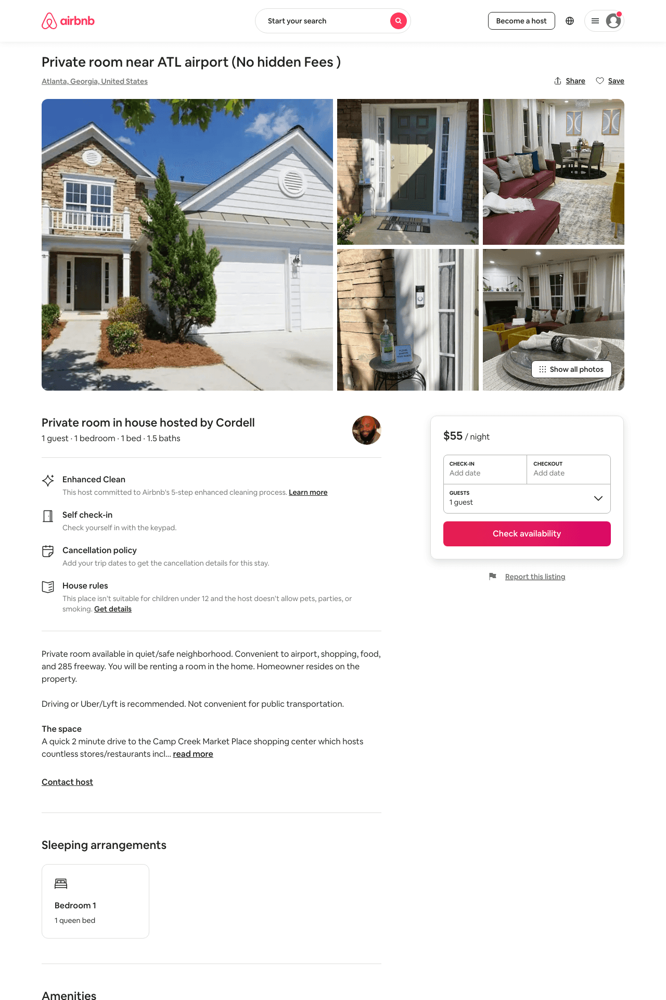 airbnb
Start your search
Become a host
Private room near ATL airport (No hidden Fees )
Atlanta, Georgia, United States
Share
Save
WELCOME
PLEASE
SANITIZE
YOUR HANDS
Show all photos
Private room in house hosted by Cordell
1 guest · 1 bedroom · 1 bed · 1.5 baths
Enhanced Clean
This host committed to Airbnb's 5-step enhanced cleaning process. Learn more
Self check-in
Check yourself in with the keypad.
Cancellation policy
Add your trip dates to get the cancellation details for this stay.
House rules
This place isn’t suitable for children under 12 and the host doesn’t allow pets, parties, or
smoking. Get details
$55 / night
CHECK-IN
Add date
CHECKOUT
Add date
GUESTS
1 guest
Check availability
Report this listing
Private room available in quiet/safe neighborhood. Convenient to airport, shopping, food,
and 285 freeway. You will be renting a room in the home. Homeowner resides on the
property.
Driving or Uber/Lyft is recommended. Not convenient for public transportation.
The space
A quick 2 minute drive to the Camp Creek Market Place shopping center which hosts
countless stores/restaurants incl... read more
Contact host
Sleeping arrangements
Bedroom 1
1 queen bed
Amenities